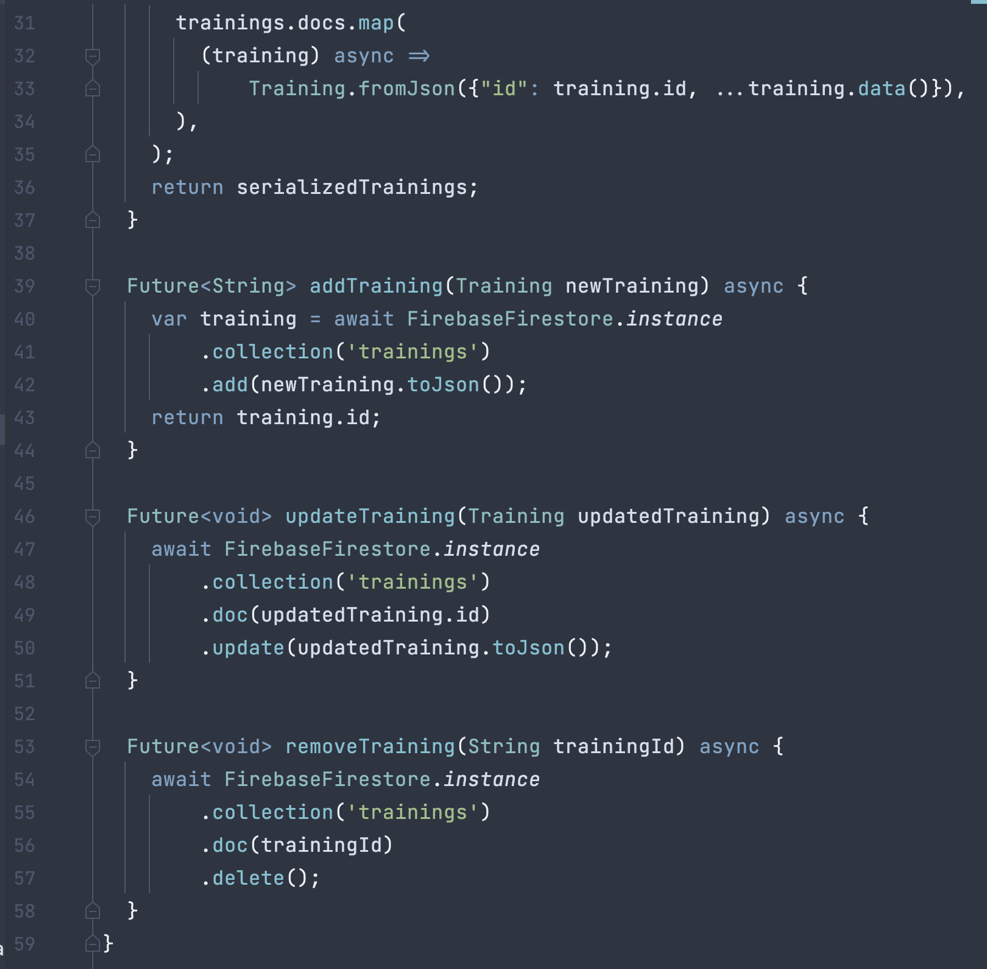 31 trainings.docs.map(
32 (training) async =>
33 Training.fromJson({"id": training.id, ...training.data()}),
34 ),
35 );
36 return serializedTrainings;
37 }
38
39 Future<String> addTraining(Training newTraining) async {
40 var training = await FirebaseFirestore.instance
41 .collection('trainings')
42 .add(newTraining.toJson());
43 return training.id;
44 }
45
46 Future<void> updateTraining(Training updatedTraining) async {
47 await FirebaseFirestore.instance
48 .collection('trainings')
49 .doc(updatedTraining.id)
50 .update(updatedTraining.toJson());
51 }
52
53 Future<void> removeTraining(String trainingId) async {
54 await FirebaseFirestore.instance
55 .collection('trainings')
56 .doc(trainingId)
57 .delete();
58 }
59 }